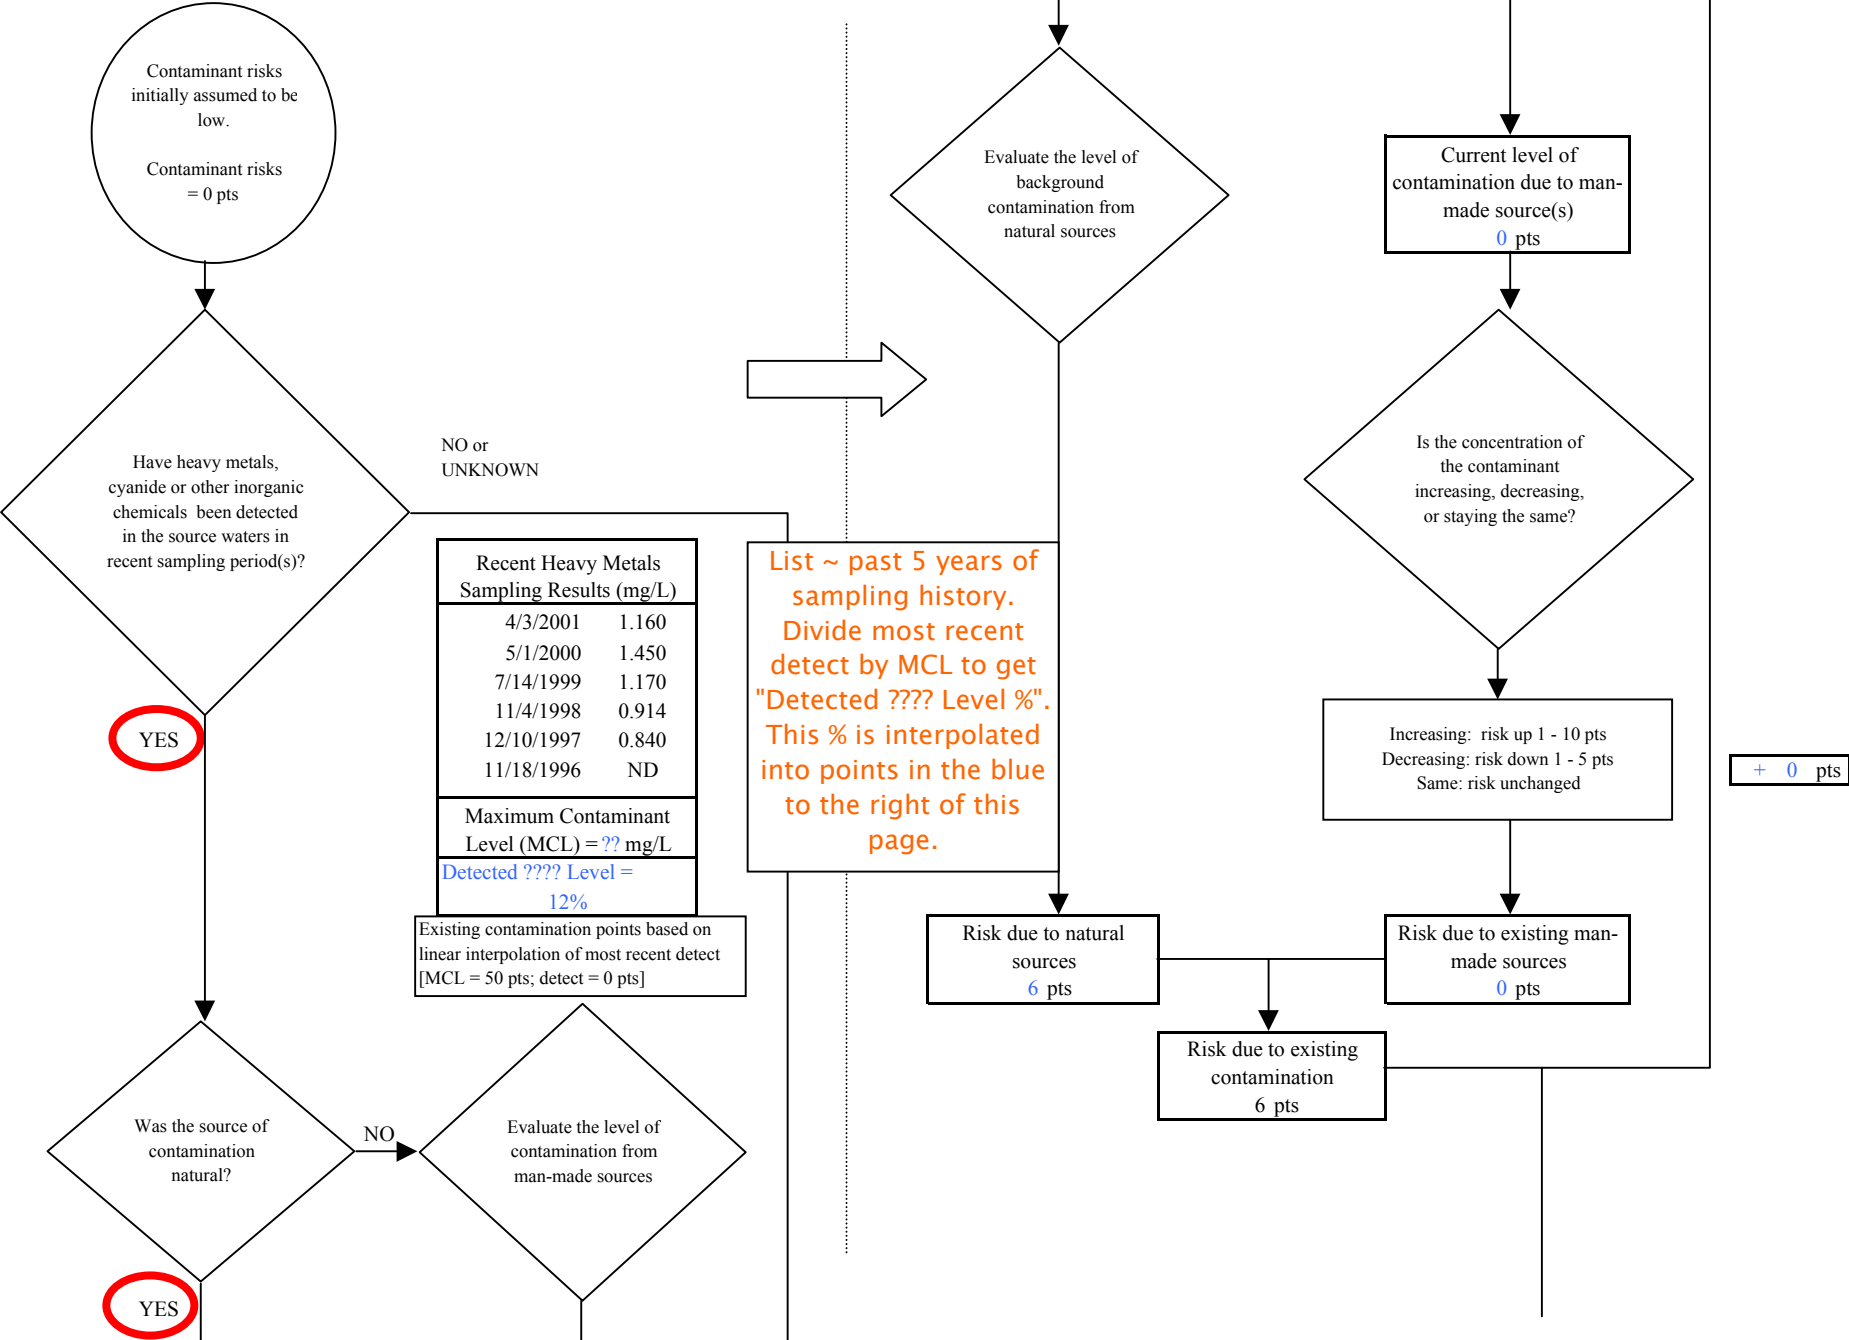 Contaminant risks
initially assumed to be
low.
Contaminant risks
= 0 pts
Have heavy metals,
cyanide or other inorganic
chemicals been detected
in the source waters in
recent sampling period(s)?
NO or
UNKNOWN
YES
Recent Heavy Metals
Sampling Results (mg/L)
4/3/2001 1.160
5/1/2000 1.450
7/14/1999 1.170
11/4/1998 0.914
12/10/1997 0.840
11/18/1996 ND
Maximum Contaminant
Level (MCL) = ?? mg/L
Detected ???? Level =
12%
Existing contamination points based on
linear interpolation of most recent detect
[MCL = 50 pts; detect = 0 pts]
Was the source of
contamination
natural?
NO
YES
Evaluate the level of
contamination from
man-made sources
List ~ past 5 years of
sampling history.
Divide most recent
detect by MCL to get
"Detected ???? Level %".
This % is interpolated
into points in the blue
to the right of this
page.
Evaluate the level of
background
contamination from
natural sources
Risk due to natural
sources
6 pts
Current level of
contamination due to man-
made source(s)
0 pts
Is the concentration of
the contaminant
increasing, decreasing,
or staying the same?
Increasing: risk up 1 - 10 pts
Decreasing: risk down 1 - 5 pts
Same: risk unchanged
Risk due to existing man-
made sources
0 pts
Risk due to existing
contamination
6 pts
+ 0 pts